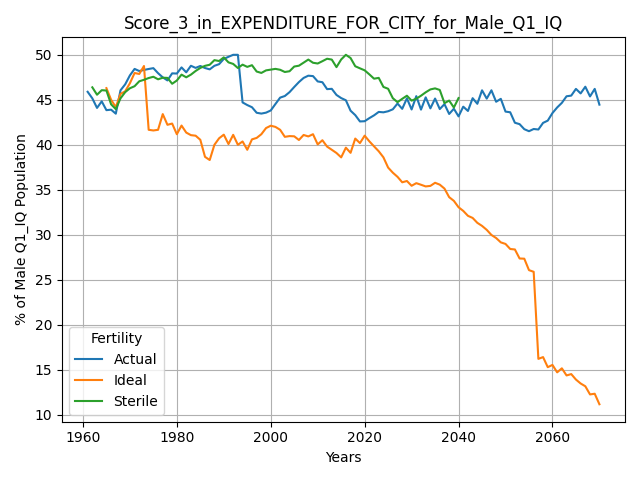 Score_3_in_EXPENDITURE_FOR_CITY_for_Male_Q1_IQ
% of Male Q1_IQ Population
50
45
40
35
30
25
20
15
10
Fertility
Actual
Ideal
Sterile
1960 1980 2000 2020 2040 2060
Years